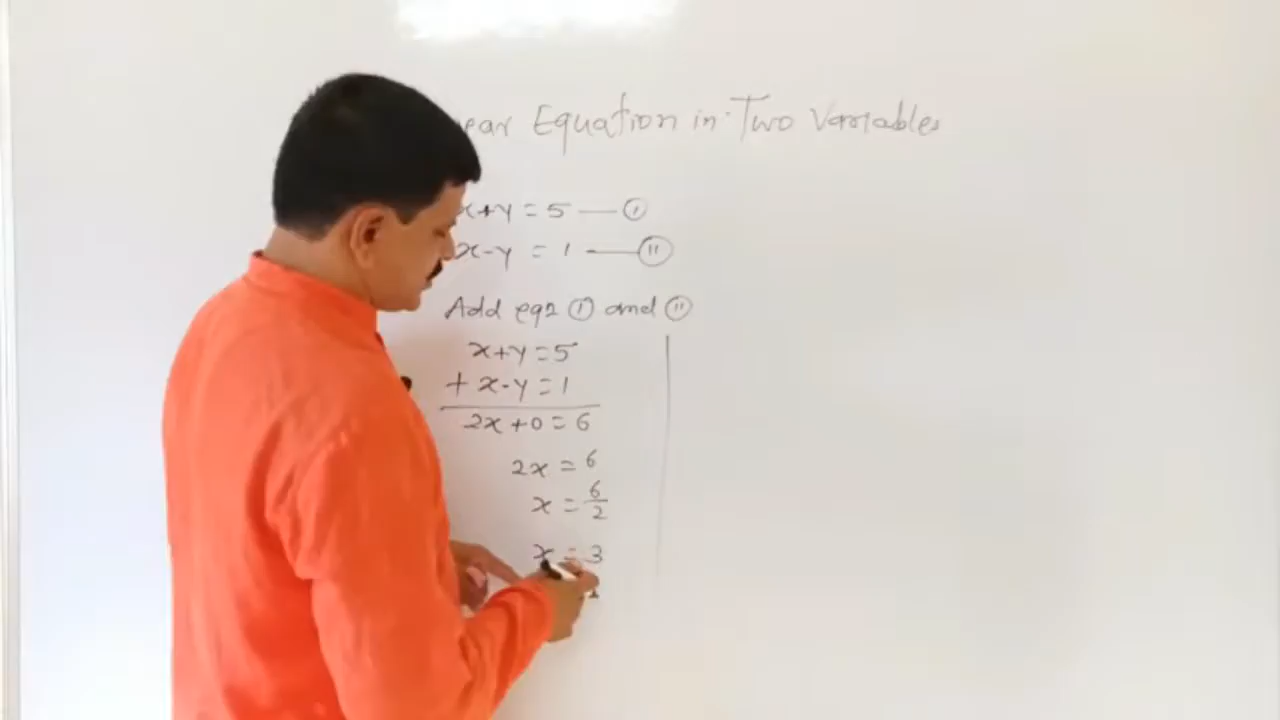 Equation in Two Variables
x+y = 5 — (I)
x-y = 1 — (II)
Add eqn (I) and (II)
x+y = 5
+ x-y = 1
2x + 0 = 6
2x = 6
x = 6/2
x = 3